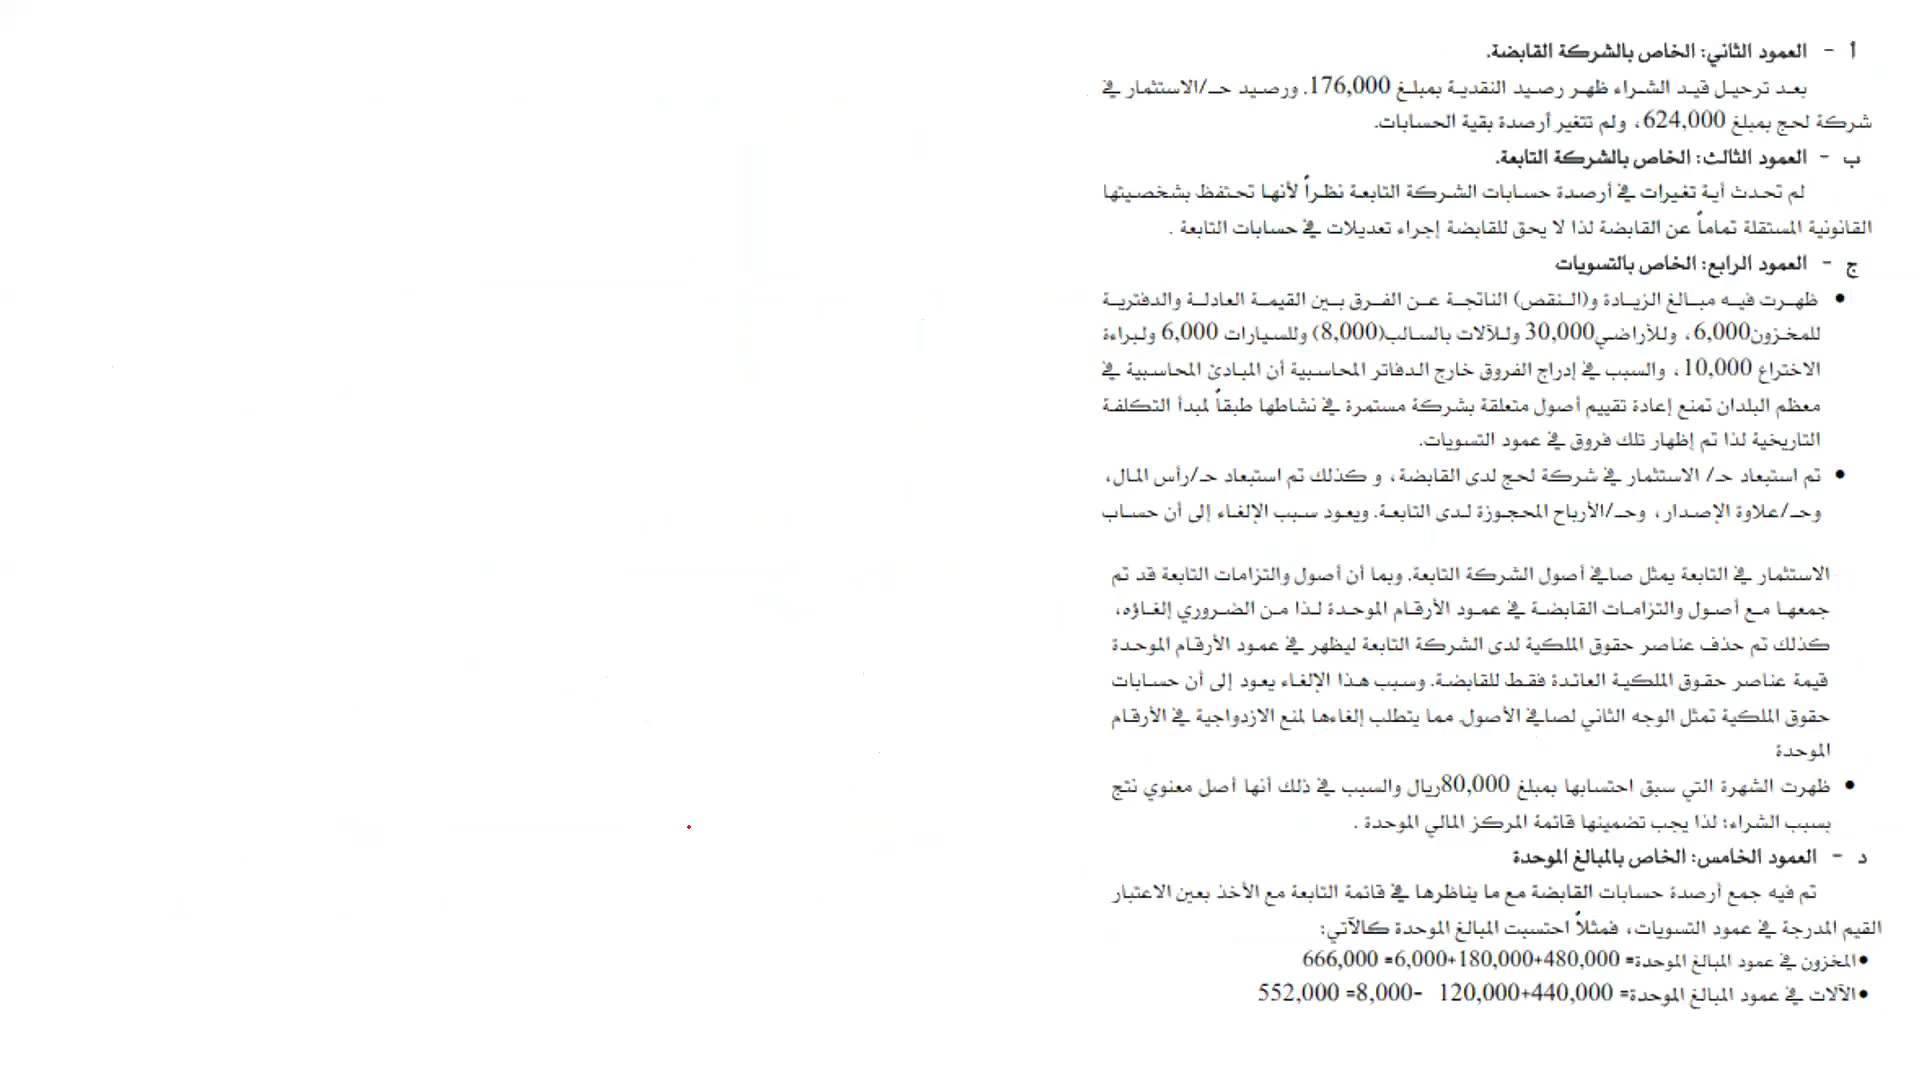 أ - العمود الثاني: الخاص بالشركة القابضة.
بعد ترحيل قيد الشراء ظهر رصيد النقدية بمبلغ 176,000. ورصيد حـ/الاستثمار في
شركة لحج بمبلغ 624,000، ولم تتغير أرصدة بقية الحسابات.
ب - العمود الثالث: الخاص بالشركة التابعة.
لم تحدث أية تغيرات في أرصدة حسابات الشركة التابعة نظراً لأنها تحتفظ بشخصيتها
القانونية المستقلة تماماً عن القابضة لذا لا يحق للقابضة إجراء تعديلات في حسابات التابعة .
ج - العمود الرابع: الخاص بالتسويات
• ظهرت فيه مبالغ الزيادة و(النقص) الناتجة عن الفرق بين القيمة العادلة والدفترية
للمخزون6,000، وللأراضي30,000 وللآلات بالسالب(8,000) وللسيارات 6,000 ولبراءة
الاختراع 10,000، والسبب في إدراج الفروق خارج الدفاتر المحاسبية أن المبادئ المحاسبية في
معظم البلدان تمنع إعادة تقييم أصول متعلقة بشركة مستمرة في نشاطها طبقاً لمبدأ التكلفة
التاريخية لذا تم إظهار تلك فروق في عمود التسويات.
• تم استبعاد حـ/ الاستثمار في شركة لحج لدى القابضة، و كذلك تم استبعاد حـ/رأس المال،
وحـ/علاوة الإصدار، وحـ/الأرباح المحجوزة لدى التابعة. ويعود سبب الإلغاء إلى أن حساب
الاستثمار في التابعة يمثل صافي أصول الشركة التابعة. وبما أن أصول والتزامات التابعة قد تم
جمعها مع أصول والتزامات القابضة في عمود الأرقام الموحدة لذا من الضروري إلغاؤه،
كذلك تم حذف عناصر حقوق الملكية لدى الشركة التابعة ليظهر في عمود الأرقام الموحدة
قيمة عناصر حقوق الملكية العائدة فقط للقابضة. وسبب هذا الإلغاء يعود إلى أن حسابات
حقوق الملكية تمثل الوجه الثاني لصافي الأصول. مما يتطلب إلغاءها لمنع الازدواجية في الأرقام
الموحدة
• ظهرت الشهرة التي سبق احتسابها بمبلغ 80,000ريال والسبب في ذلك أنها أصل معنوي نتج
بسبب الشراء؛ لذا يجب تضمينها قائمة المركز المالي الموحدة .
د - العمود الخامس: الخاص بالمبالغ الموحدة
تم فيه جمع أرصدة حسابات القابضة مع ما يناظرها في قائمة التابعة مع الأخذ بعين الاعتبار
القيم المدرجة في عمود التسويات، فمثلاً احتسبت المبالغ الموحدة كالآتي:
•المخزون في عمود المبالغ الموحدة= 480,000+180,000+6,000= 666,000
•الآلات في عمود المبالغ الموحدة= 440,000+120,000 -8,000= 552,000